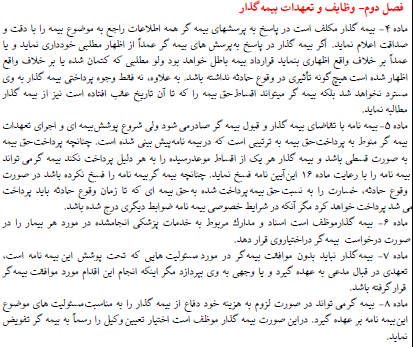 فصل دوم- وظایف و تعهدات بیمه گذار
ماده ۴- بیمه گذار مکلف است در پاسخ به پرسشهای بیمه گر همه اطلاعات راجع به موضوع بیمه را با دقت و
صداقت اعلام نماید. اگر بیمه گذار در پاسخ به پرسش های بیمه گر عمداً از اظهار مطلبی خودداری نماید و یا
عمداً بر خلاف واقع اظهاری بنماید قرارداد بیمه باطل خواهد بود ولو مطلبی که کتمان شده یا بر خلاف واقع
اظهار شده است هیچ گونه تأثیری در وقوع حادثه نداشته باشد. به علاوه، نه فقط وجوه پرداختی بیمه گذار به وی
مسترد نخواهد شد بلکه بیمه گر میتواند اقساط حق بیمه را که تا آن تاریخ عقب افتاده است نیز از بیمه گذار
مطالبه نماید.
ماده ۵- بیمه نامه با تقاضای بیمه گذار و قبول بیمه گر صادر می شود ولی شروع پوشش بیمه ای و اجرای تعهدات
بیمه گر منوط به پرداخت حق بیمه به ترتیبی است که در بیمه نامه پیش بینی شده است. چنانچه پرداخت حق بیمه
به صورت قسطی باشد و بیمه گذار هر یک از اقساط موعد رسیده را به هر دلیل پرداخت نکند بیمه گر می تواند
بیمه نامه را با رعایت ماده ۱۶ این آیین نامه فسخ نماید. چنانچه بیمه گر بیمه نامه را فسخ نکرده باشد در صورت
وقوع حادثه، خسارت را به نسبت حق بیمه پرداخت شده به حق بیمه ای که تا زمان وقوع حادثه باید پرداخت
می شد پرداخت خواهد کرد مگر آنکه در شرایط خصوصی بیمه نامه ضوابط دیگری درج شده باشد.
ماده ۶- بیمه گذار موظف است اسناد و مدارک مربوط به خدمات پزشکی انجام شده در مورد هر بیمار را در
صورت درخواست بیمه گر در اختیار وی قرار دهد.
ماده ۷- بیمه گذار نباید بدون موافقت بیمه گر در مورد مسئولیت هایی که تحت پوشش این بیمه نامه است،
تعهدی در قبال مدعی به عهده گیرد و یا وجهی به وی بپردازد مگر اینکه انجام این اقدام مورد موافقت بیمه گر
قرار گرفته باشد.
ماده ۸- بیمه گر می تواند در صورت لزوم به هزینه خود دفاع از بیمه گذار را به مناسبت مسئولیت های موضوع
این بیمه نامه بر عهده گیرد. در این صورت بیمه گذار موظف است اختیار تعیین وکیل را رسماً به بیمه گر تفویض
نماید.